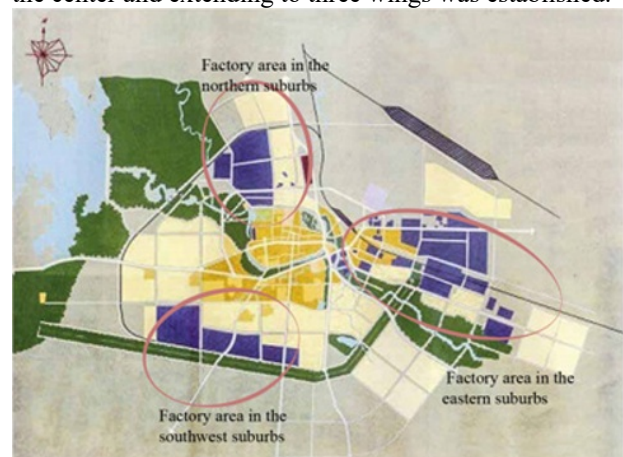 the center and extending to three wings was established.
Factory area in the
northern suburbs
Factory area in the
eastern suburbs
Factory area in the
southwest suburbs